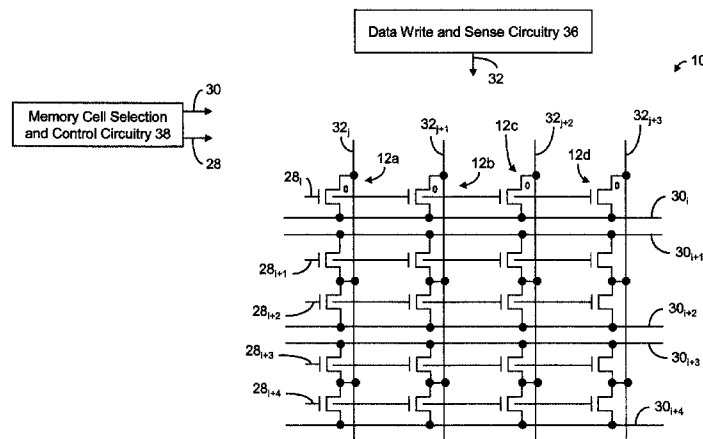 Data Write and Sense Circuitry 36
32
10
30
Memory Cell Selection
and Control Circuitry 38
28
32j
32j+1
12c
32j+2
32j+3
12a
12b
12d
28i
0
0
0
0
30i
30i+1
28i+1
28i+2
30i+2
28i+3
30i+3
28i+4
30i+4